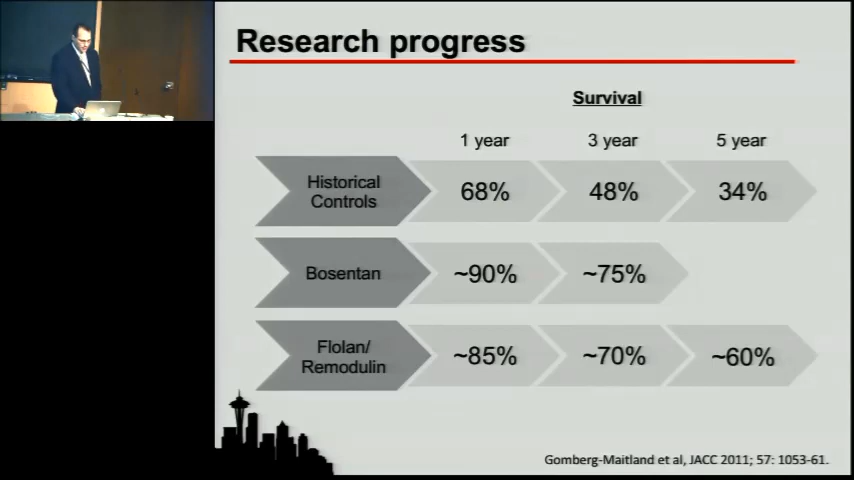 Research progress
Survival
1 year 3 year 5 year
Historical
Controls
68% 48% 34%
Bosentan ~90% ~75%
Flolan/
Remodulin
~85% ~70% ~60%
Gomberg-Maitland et al, JACC 2011; 57: 1053-61.